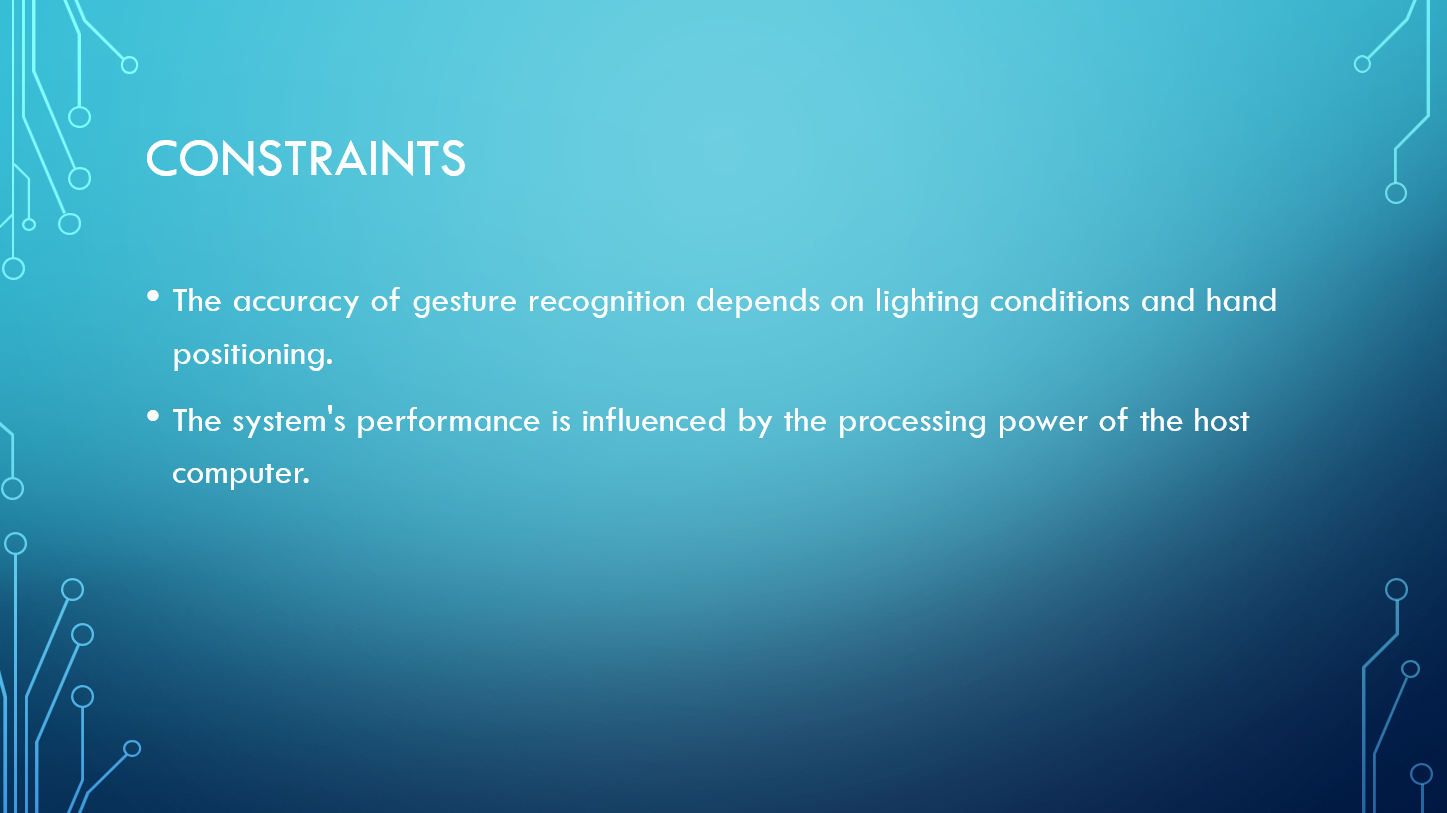 CONSTRAINTS
• The accuracy of gesture recognition depends on lighting conditions and hand
positioning.
• The system's performance is influenced by the processing power of the host
computer.